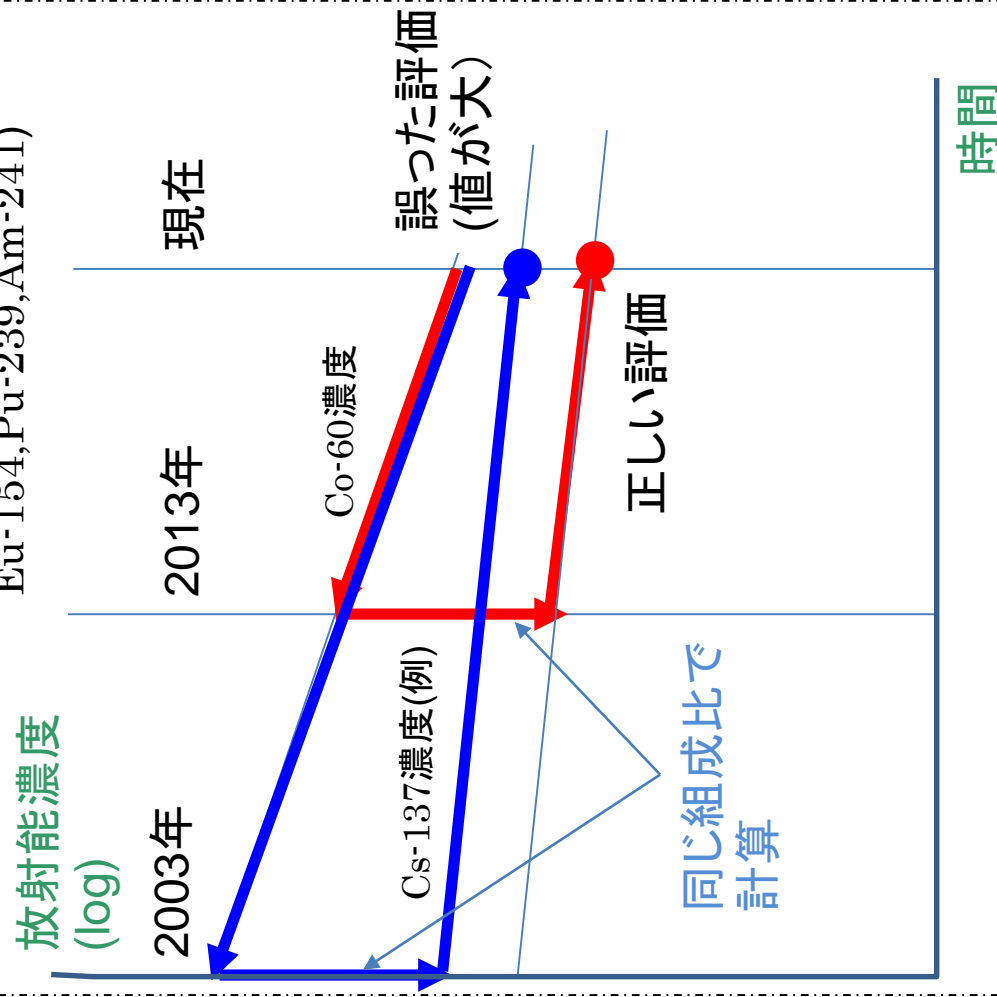 Eu-154,Pu-239,Am-241)
放射能濃度
(log)
2003年
2013年
現在
Co-60濃度
Cs-137濃度(例)
誤った評価
(値が大)
正しい評価
同じ組成比で
計算
時間